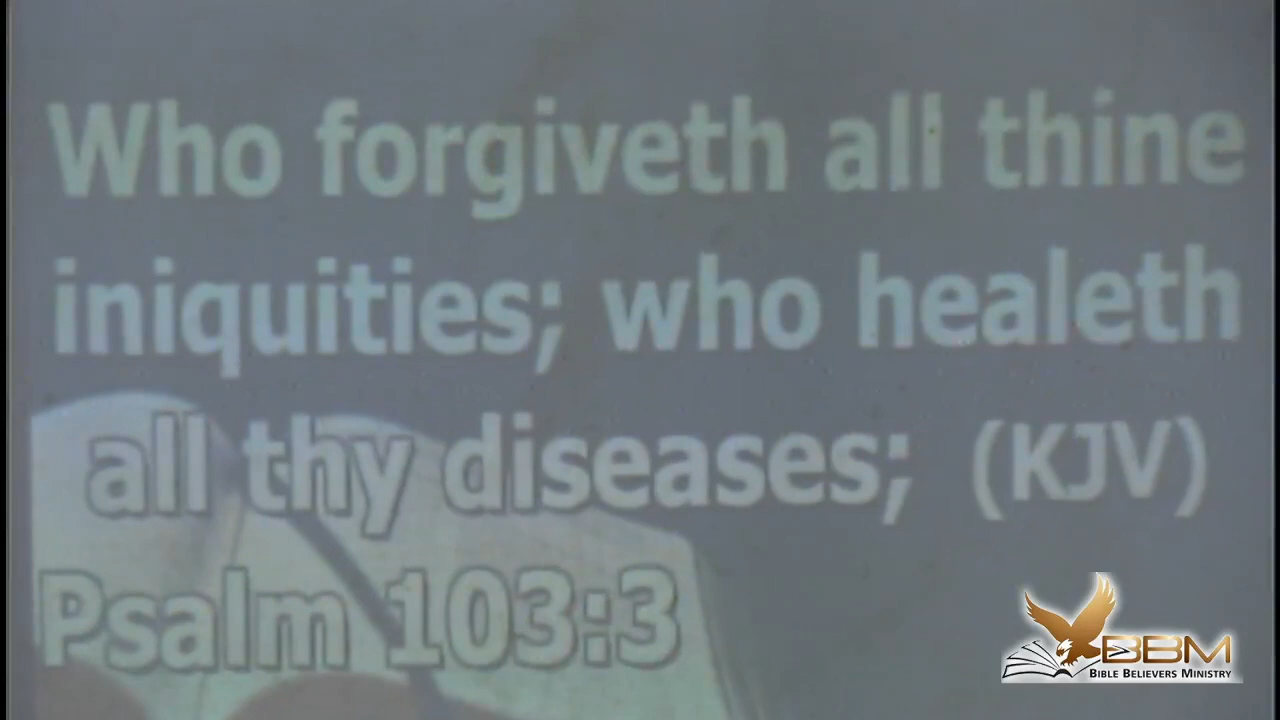 Who forgiveth all thine
iniquities; who healeth
all thy diseases; (KJV)
Psalm 103:3
BBM
BIBLE BELIEVERS MINISTRY